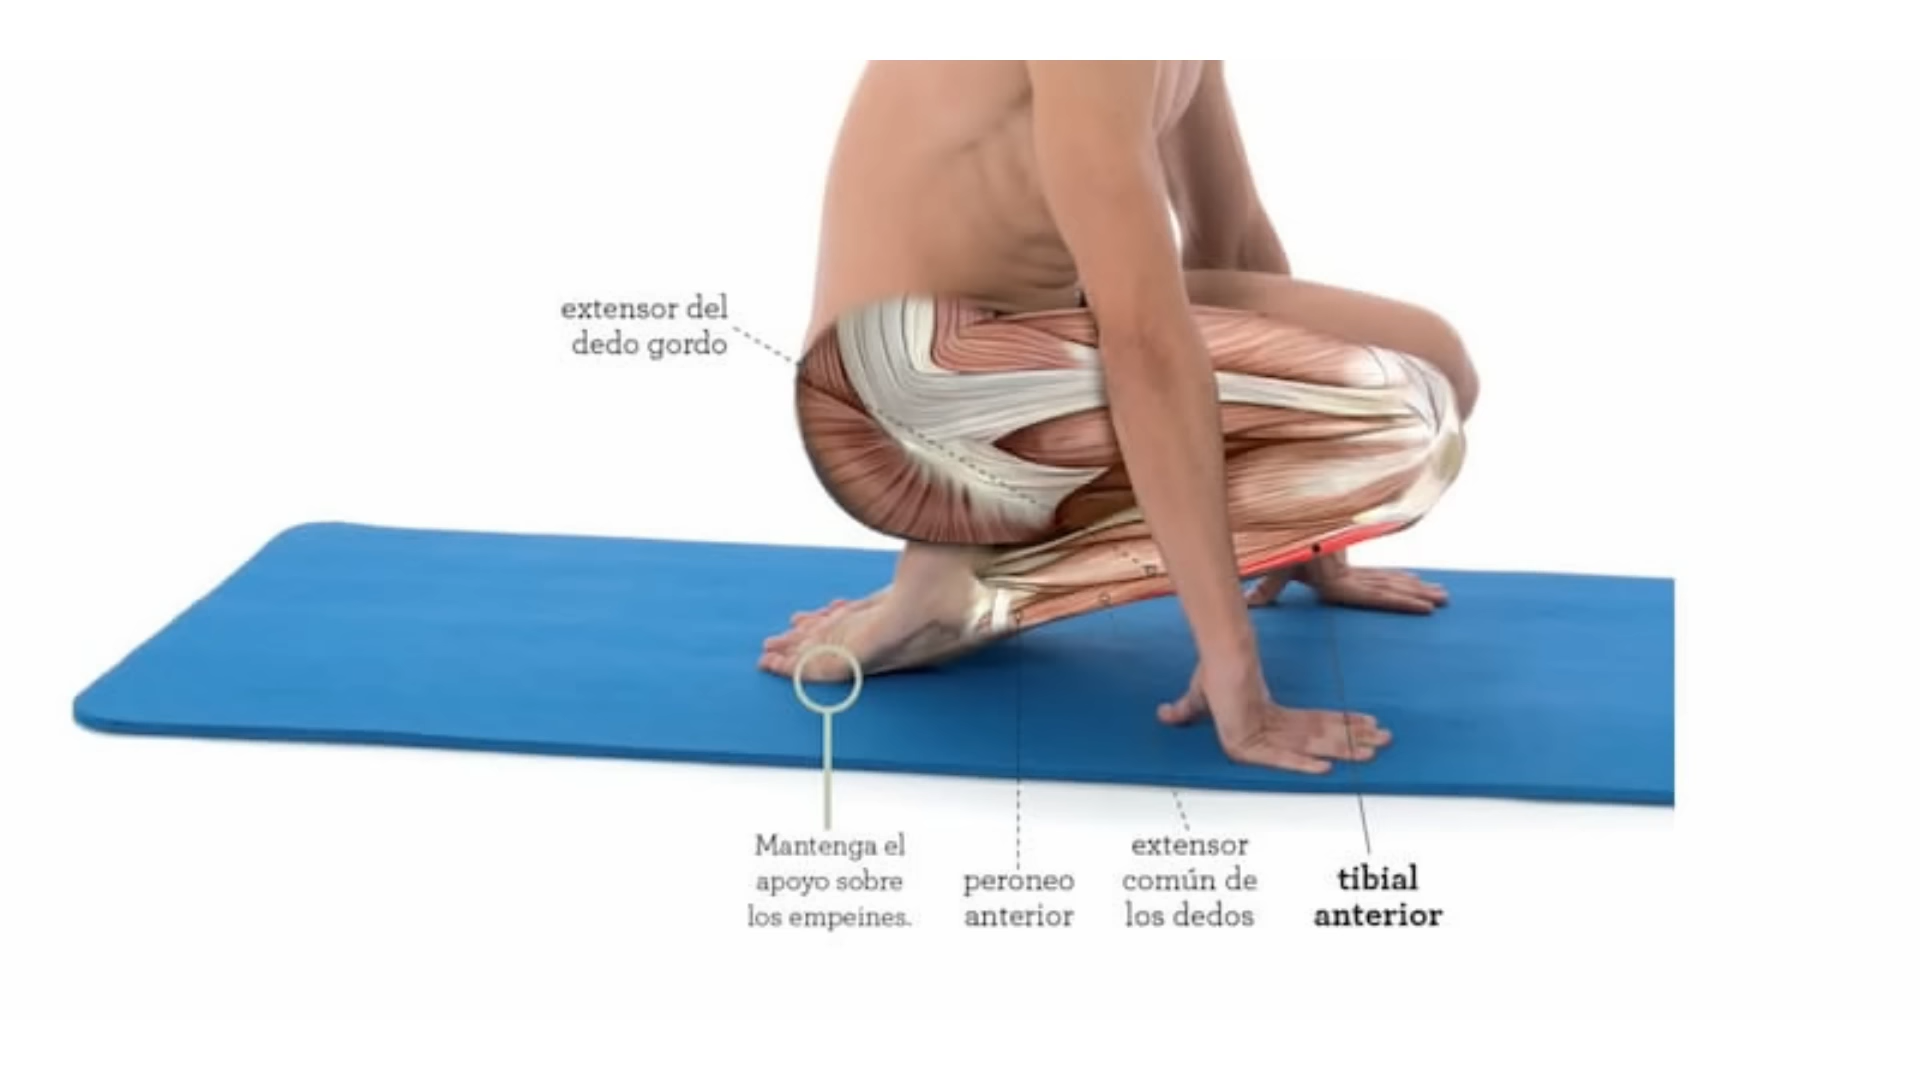 extensor del
dedo gordo
Mantenga el
apoyo sobre
los empeines.
peroneo
anterior
extensor
común de
los dedos
tibial
anterior